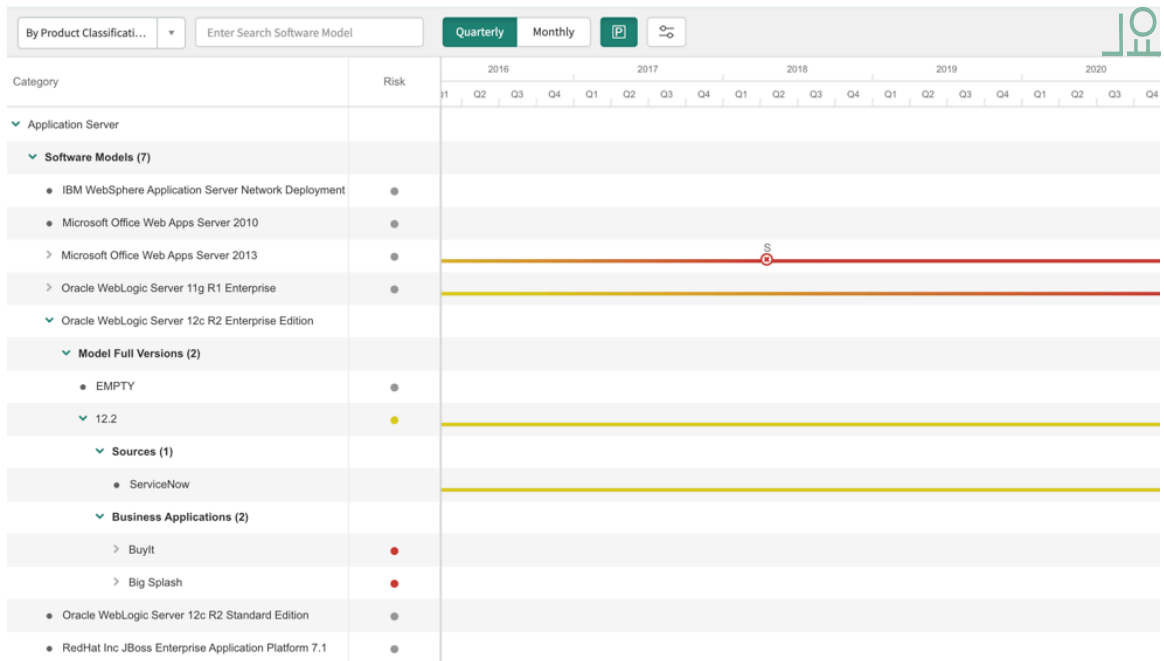 By Product Classificati...
Enter Search Software Model
Quarterly
Monthly
P
Category
Risk
2016 2017 2018 2019 2020
Q2 Q3 Q4 Q1 Q2 Q3 Q4 Q1 Q2 Q3 Q4 Q1 Q2 Q3 Q4 Q1 Q2 Q3 Q4
Application Server
Software Models (7)
IBM WebSphere Application Server Network Deployment
Microsoft Office Web Apps Server 2010
S
Microsoft Office Web Apps Server 2013
Oracle WebLogic Server 11g R1 Enterprise
Oracle WebLogic Server 12c R2 Enterprise Edition
Model Full Versions (2)
EMPTY
12.2
Sources (1)
ServiceNow
Business Applications (2)
BuyIt
Big Splash
Oracle WebLogic Server 12c R2 Standard Edition
RedHat Inc JBoss Enterprise Application Platform 7.1